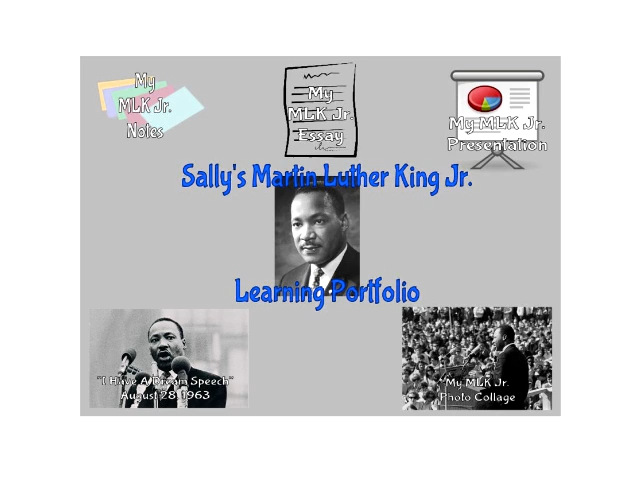 My
MLK Jr.
Notes
My
MLK Jr.
Essay
My MLK Jr.
Presentation
Sally's Martin Luther King Jr.
Learning Portfolio
"I Have A Dream Speech"
August 28, 1963
My MLK Jr.
Photo Collage